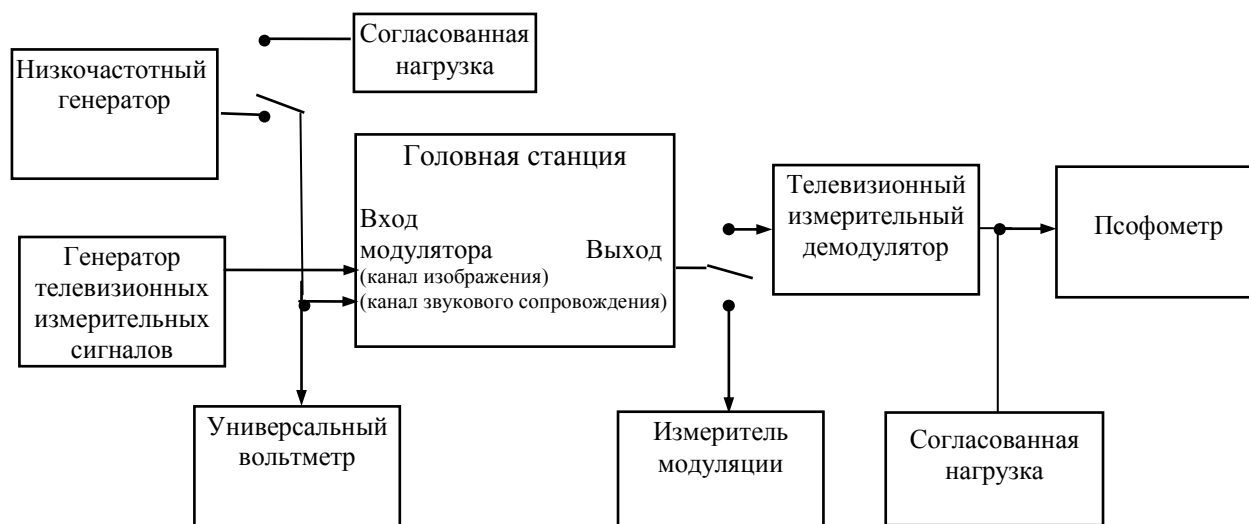 Согласованная
нагрузка
Низкочастотный
генератор
Головная станция
Вход
модулятора
(канал изображения)
(канал звукового сопровождения)
Выход
Телевизионный
измерительный
демодулятор
Псофометр
Генератор
телевизионных
измерительных
сигналов
Универсальный
вольтметр
Измеритель
модуляции
Согласованная
нагрузка